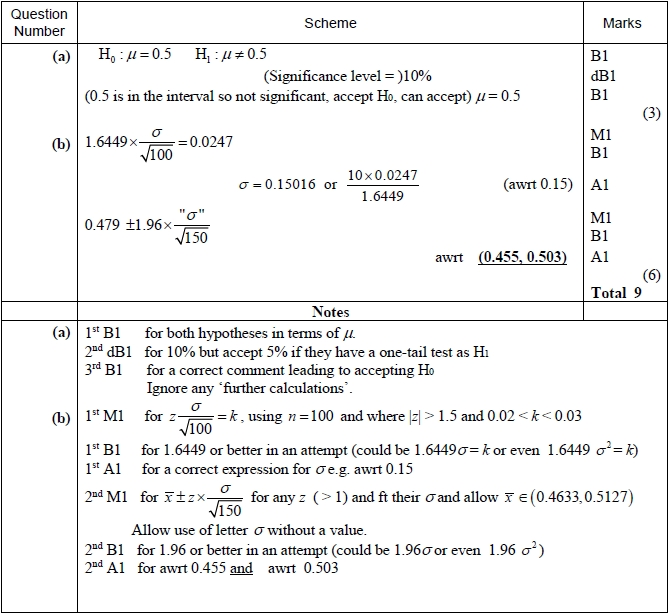 Question Number Scheme Marks
(a) H₀ : μ = 0.5 H₁ : μ ≠ 0.5 B1
(Significance level = )10% dB1
(0.5 is in the interval so not significant, accept H₀, can accept) μ = 0.5 B1
(3)
(b) 1.6449 × σ/√100 = 0.0247 M1
B1
σ = 0.15016 or (10×0.0247)/1.6449 (awrt 0.15) A1
0.479 ±1.96 × "σ"/√150 M1
B1
awrt (0.455, 0.503) A1
(6)
Total 9
Notes
(a) 1st B1 for both hypotheses in terms of μ.
2nd dB1 for 10% but accept 5% if they have a one-tail test as H₁
3rd B1 for a correct comment leading to accepting H₀
Ignore any ‘further calculations’.
(b) 1st M1 for z σ/√100 = k , using n = 100 and where |z| > 1.5 and 0.02 < k < 0.03
1st B1 for 1.6449 or better in an attempt (could be 1.6449σ = k or even 1.6449 σ² = k)
1st A1 for a correct expression for σ e.g. awrt 0.15
2nd M1 for x̄ ± z × σ/√150 for any z ( > 1) and ft their σ and allow x̄ ∈ (0.4633, 0.5127)
Allow use of letter σ without a value.
2nd B1 for 1.96 or better in an attempt (could be 1.96σ or even 1.96 σ²)
2nd A1 for awrt 0.455 and awrt 0.503